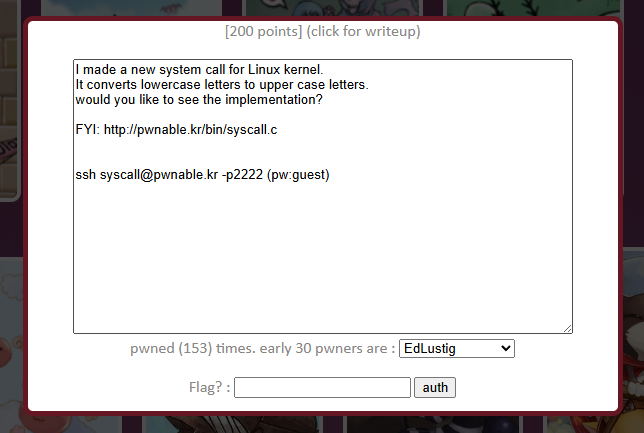 [200 points] (click for writeup)
I made a new system call for Linux kernel.
It converts lowercase letters to upper case letters.
would you like to see the implementation?
FYI: http://pwnable.kr/bin/syscall.c
ssh syscall@pwnable.kr -p2222 (pw:guest)
pwned (153) times. early 30 pwners are : EdLustig
Flag? : auth